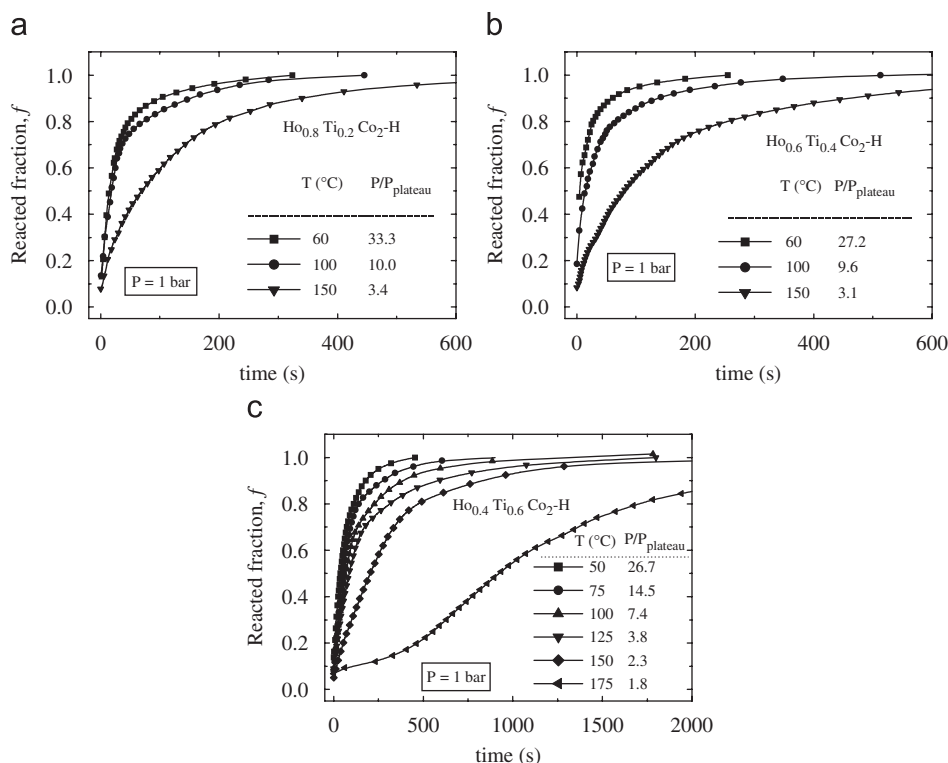 a
Reacted fraction, f
1.0
0.8
0.6
0.4
0.2
0.0
Ho0.8 Ti0.2 Co2-H
T (°C) P/Pplateau
60 33.3
100 10.0
150 3.4
P = 1 bar
0 200 400 600
time (s)
b
Reacted fraction, f
1.0
0.8
0.6
0.4
0.2
0.0
Ho0.6 Ti0.4 Co2-H
T (°C) P/Pplateau
60 27.2
100 9.6
150 3.1
P = 1 bar
0 200 400 600
time (s)
c
Reacted fraction, f
1.0
0.8
0.6
0.4
0.2
0.0
Ho0.4 Ti0.6 Co2-H
T (°C) P/Pplateau
50 26.7
75 14.5
100 7.4
125 3.8
150 2.3
175 1.8
P = 1 bar
0 500 1000 1500 2000
time (s)